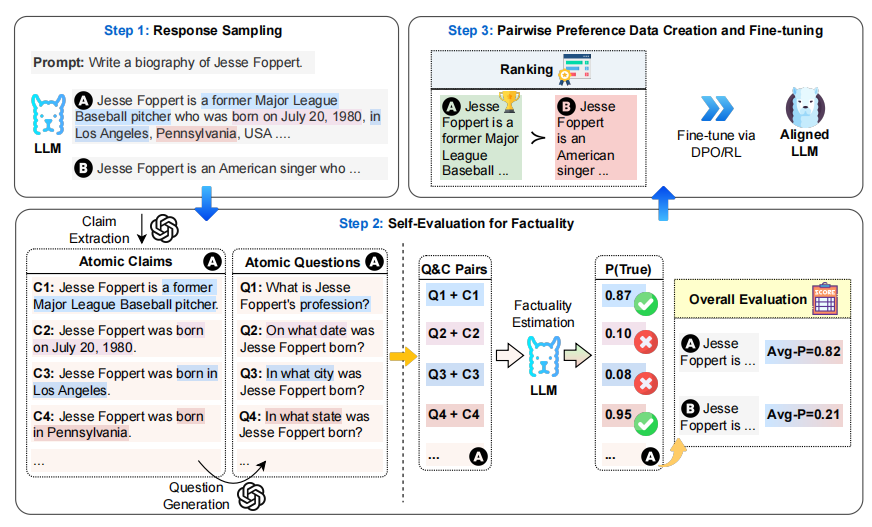 Step 1: Response Sampling
Prompt: Write a biography of Jesse Foppert.
LLM
A Jesse Foppert is a former Major League
Baseball pitcher who was born on July 20, 1980, in
Los Angeles, Pennsylvania, USA ....
B Jesse Foppert is an American singer who ...
Step 3: Pairwise Preference Data Creation and Fine-tuning
Ranking
A Jesse
Foppert is a
former Major
League
Baseball ...
≻
B Jesse
Foppert
is an
American
singer ...
Fine-tune via
DPO/RL
Aligned
LLM
Step 2: Self-Evaluation for Factuality
Claim
Extraction
Atomic Claims A
C1: Jesse Foppert is a former
Major League Baseball pitcher.
C2: Jesse Foppert was born
on July 20, 1980.
C3: Jesse Foppert was born in
Los Angeles.
C4: Jesse Foppert was born
in Pennsylvania.
...
Question
Generation
Atomic Questions A
Q1: What is Jesse
Foppert's profession?
Q2: On what date was
Jesse Foppert born?
Q3: In what city was
Jesse Foppert born?
Q4: In what state was
Jesse Foppert born?
...
Q&C Pairs
Q1 + C1
Q2 + C2
Q3 + C3
Q4 + C4
... A
Factuality
Estimation
LLM
P(True)
0.87
0.10
0.08
0.95
... A
Overall Evaluation
SCORE
A Jesse
Foppert is ...
Avg-P=0.82
B Jesse
Foppert is ...
Avg-P=0.21